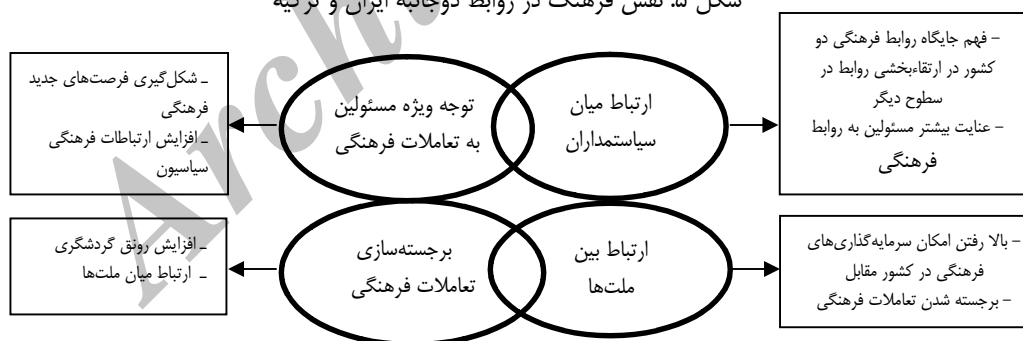 شکل ۵. نقش فرهنگ در روابط دوجانبه ایران و ترکیه
- فهم جایگاه روابط فرهنگی دو
کشور در ارتقاءبخشی روابط در
سطوح دیگر
- عنایت بیشتر مسئولین به روابط
فرهنگی
ارتباط میان
سیاستمداران
توجه ویژه مسئولین
به تعاملات فرهنگی
ـ شکل‌گیری فرصت‌های جدید
فرهنگی
ـ افزایش ارتباطات فرهنگی
سیاسیون
- بالا رفتن امکان سرمایه‌گذاری‌های
فرهنگی در کشور مقابل
- برجسته شدن تعاملات فرهنگی
ارتباط بین
ملت‌ها
برجسته‌سازی
تعاملات فرهنگی
ـ افزایش رونق گردشگری
ـ ارتباط میان ملت‌ها
Arch